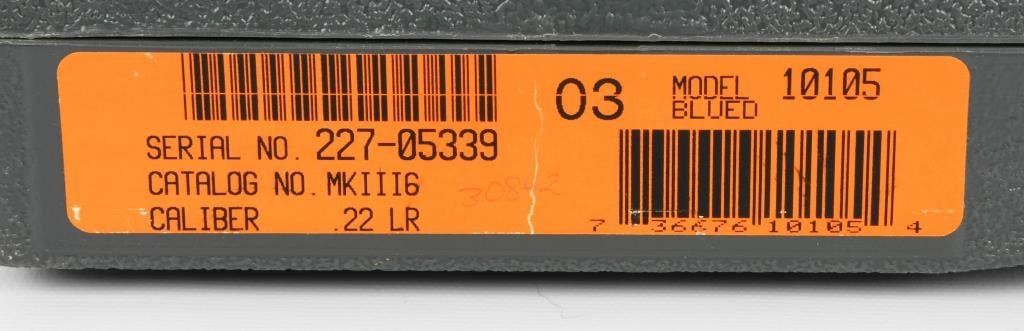 SERIAL NO. 227-05339
CATALOG NO. MKIII6
CALIBER .22 LR
30842
03
MODEL 10105
BLUED
7 36676 10105 4